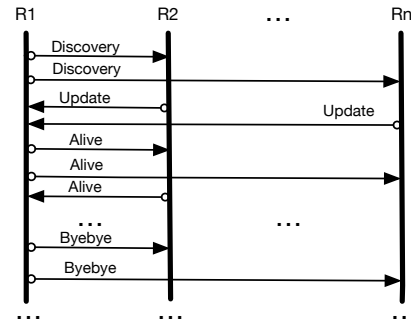 R1 R2 ... Rn
Discovery
Discovery
Update
Update
Alive
Alive
Alive
... ...
Byebye
Byebye
... ... ..